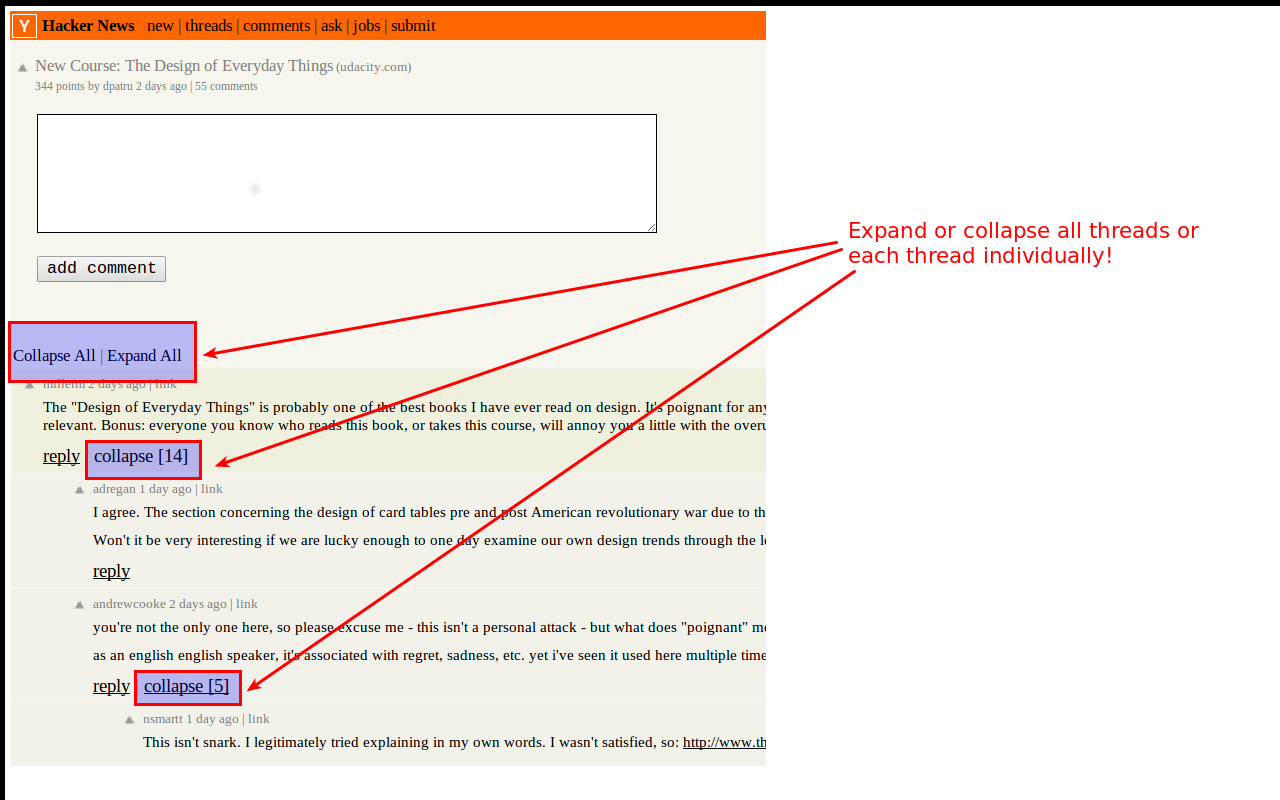 Y Hacker News new | threads | comments | ask | jobs | submit
New Course: The Design of Everyday Things (udacity.com)
344 points by dpatru 2 days ago | 55 comments
add comment
Expand or collapse all threads or
each thread individually!
Collapse All | Expand All
2 days ago | link
The "Design of Everyday Things" is probably one of the best books I have ever read on design. It's poignant for any
relevant. Bonus: everyone you know who reads this book, or takes this course, will annoy you a little with the overu
reply collapse [14]
adregan 1 day ago | link
I agree. The section concerning the design of card tables pre and post American revolutionary war due to th
Won't it be very interesting if we are lucky enough to one day examine our own design trends through the le
reply
andrewcooke 2 days ago | link
you're not the only one here, so please excuse me - this isn't a personal attack - but what does "poignant" me
as an english english speaker, it's associated with regret, sadness, etc. yet i've seen it used here multiple time
reply collapse [5]
nsmartt 1 day ago | link
This isn't snark. I legitimately tried explaining in my own words. I wasn't satisfied, so: http://www.th